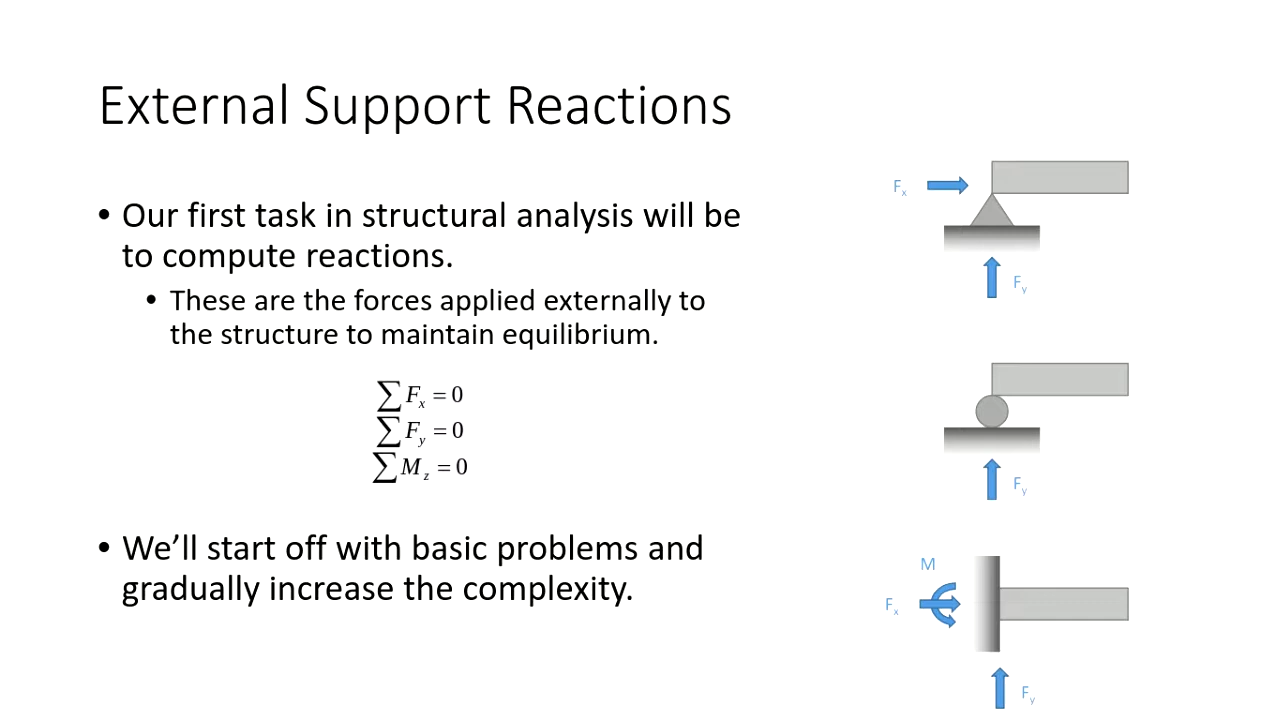 External Support Reactions
• Our first task in structural analysis will be
to compute reactions.
• These are the forces applied externally to
the structure to maintain equilibrium.
∑Fx = 0
∑Fy = 0
∑Mz = 0
• We’ll start off with basic problems and
gradually increase the complexity.
Fx
Fy
Fy
M
Fx
Fy